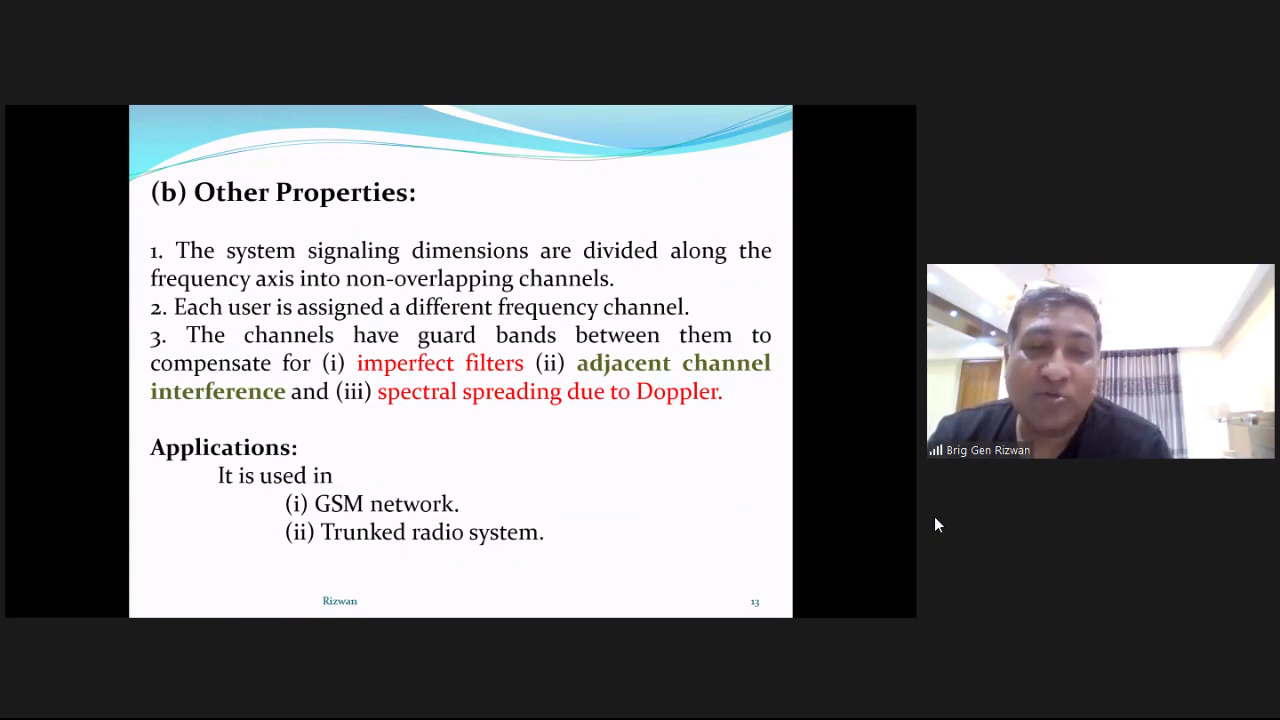 (b) Other Properties:
1. The system signaling dimensions are divided along the
frequency axis into non-overlapping channels.
2. Each user is assigned a different frequency channel.
3. The channels have guard bands between them to
compensate for (i) imperfect filters (ii) adjacent channel
interference and (iii) spectral spreading due to Doppler.
Applications:
It is used in
(i) GSM network.
(ii) Trunked radio system.
Rizwan
13
Brig Gen Rizwan